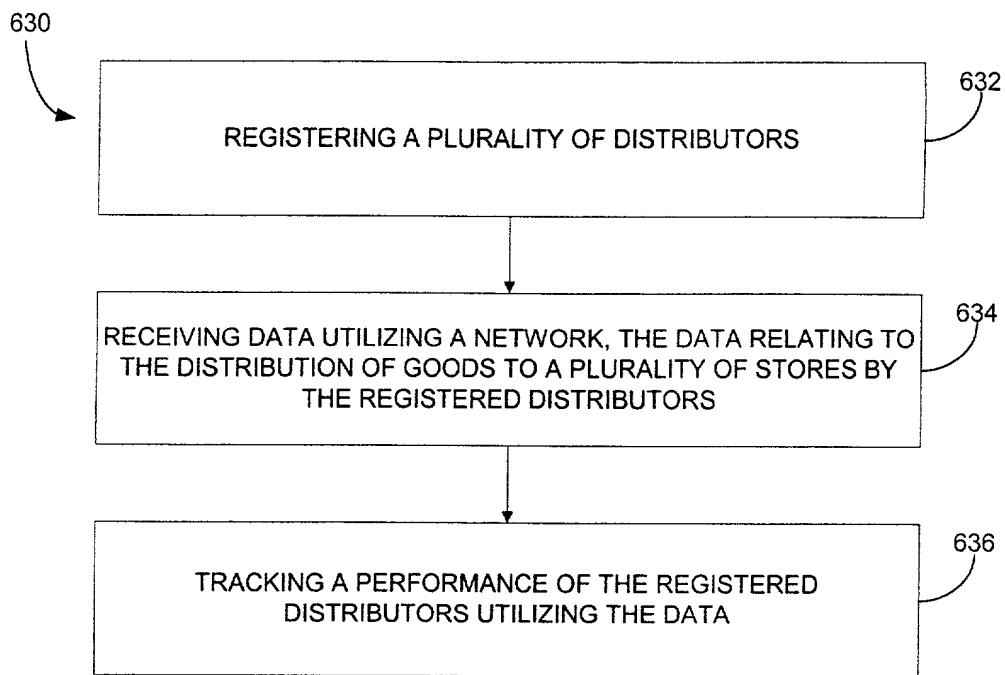 630
632
REGISTERING A PLURALITY OF DISTRIBUTORS
634
RECEIVING DATA UTILIZING A NETWORK, THE DATA RELATING TO
THE DISTRIBUTION OF GOODS TO A PLURALITY OF STORES BY
THE REGISTERED DISTRIBUTORS
636
TRACKING A PERFORMANCE OF THE REGISTERED
DISTRIBUTORS UTILIZING THE DATA